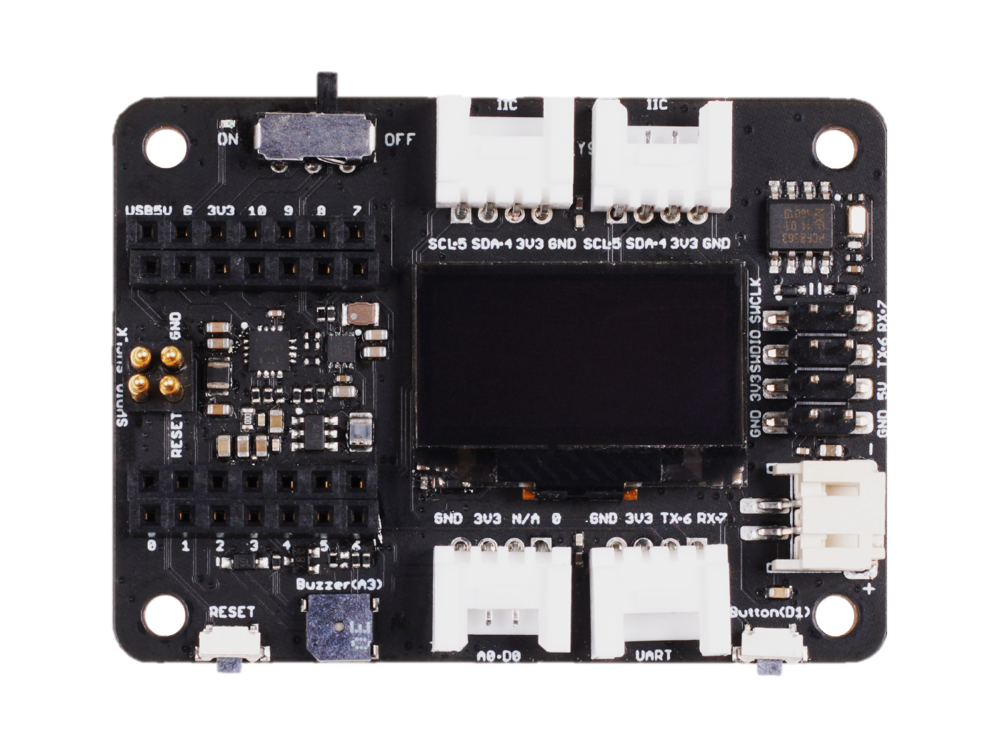 IIC
IIC
ON
OFF
USB5V G 3V3 10 9 8 7
SCL•5 SDA•4 3V3 GND
SCL•5 SDA•4 3V3 GND
PCF8563
GND
SWDIO SWCLK
RESET
GND 3V3 SWDIO SWCLK
GND 5V TX•6 RX•7
-
+
0 1 2 3 4 5 6
GND 3V3 N/A 0
GND 3V3 TX•6 RX•7
Buzzer(A3)
RESET
Button(D1)
A0•D0
UART